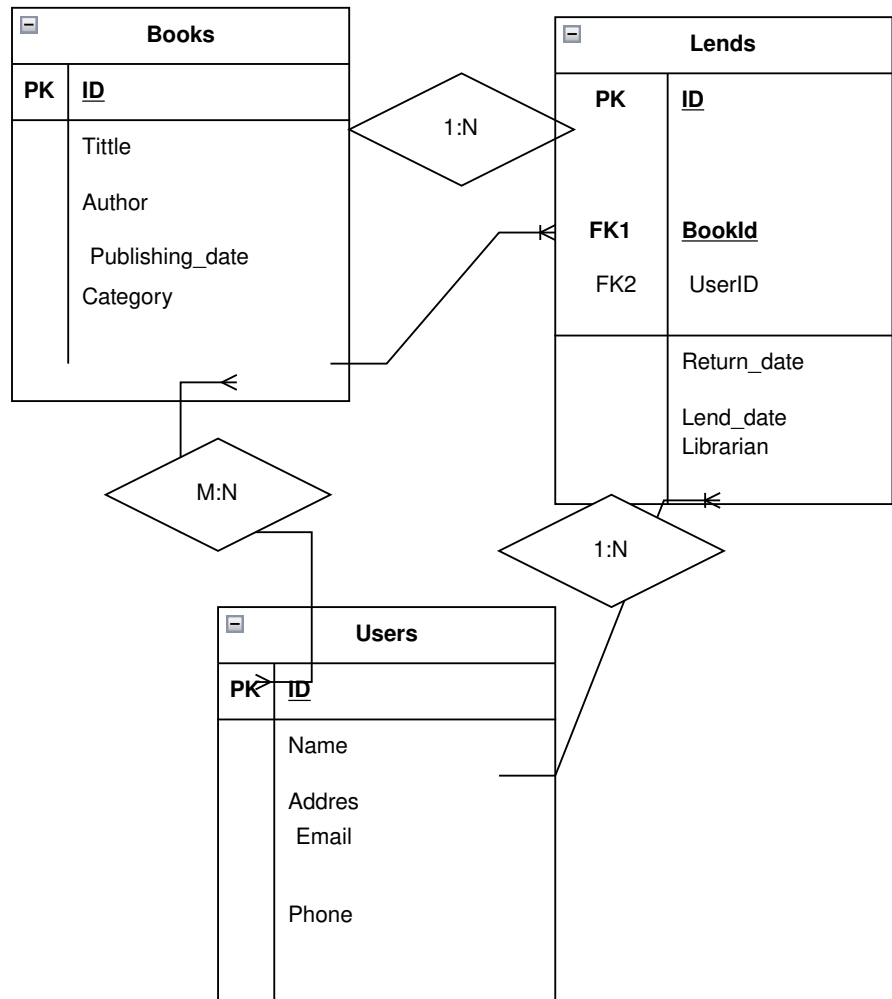 Books
PK ID
Tittle
Author
Publishing_date
Category
1:N
Lends
PK ID
FK1 BookId
FK2 UserID
Return_date
Lend_date
Librarian
M:N
1:N
Users
PK ID
Name
Addres
Email
Phone